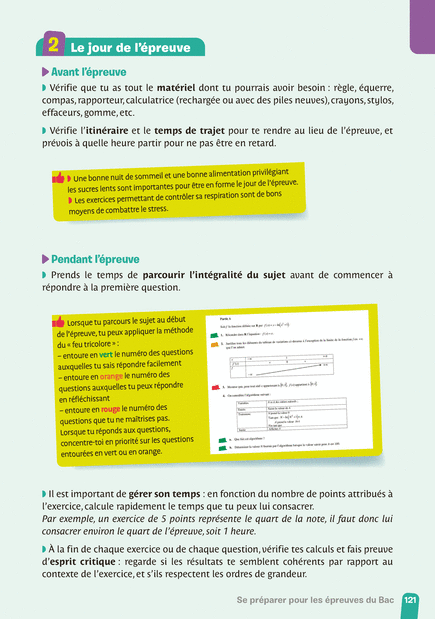 2 Le jour de l'épreuve
Avant l'épreuve
Vérifie que tu as tout le matériel dont tu pourrais avoir besoin : règle, équerre,
compas, rapporteur, calculatrice (rechargée ou avec des piles neuves), crayons, stylos,
effaceurs, gomme, etc.
Vérifie l'itinéraire et le temps de trajet pour te rendre au lieu de l'épreuve, et
prévois à quelle heure partir pour ne pas être en retard.
Une bonne nuit de sommeil et une bonne alimentation privilégiant
les sucres lents sont importantes pour être en forme le jour de l'épreuve.
Les exercices permettant de contrôler sa respiration sont de bons
moyens de combattre le stress.
Pendant l'épreuve
Prends le temps de parcourir l'intégralité du sujet avant de commencer à
répondre à la première question.
Lorsque tu parcours le sujet au début
de l'épreuve, tu peux appliquer la méthode
du « feu tricolore » :
– entoure en vert le numéro des questions
auxquelles tu sais répondre facilement
– entoure en orange le numéro des
questions auxquelles tu peux répondre
en réfléchissant
– entoure en rouge le numéro des
questions que tu ne maîtrises pas.
Lorsque tu réponds aux questions,
concentre-toi en priorité sur les questions
entourées en vert ou en orange.
Partie A
Il est important de gérer son temps : en fonction du nombre de points attribués à
l'exercice, calcule rapidement le temps que tu peux lui consacrer.
Par exemple, un exercice de 5 points représente le quart de la note, il faut donc lui
consacrer environ le quart de l'épreuve, soit 1 heure.
À la fin de chaque exercice ou de chaque question, vérifie tes calculs et fais preuve
d'esprit critique : regarde si les résultats te semblent cohérents par rapport au
contexte de l'exercice, et s'ils respectent les ordres de grandeur.
Se préparer pour les épreuves du Bac 121